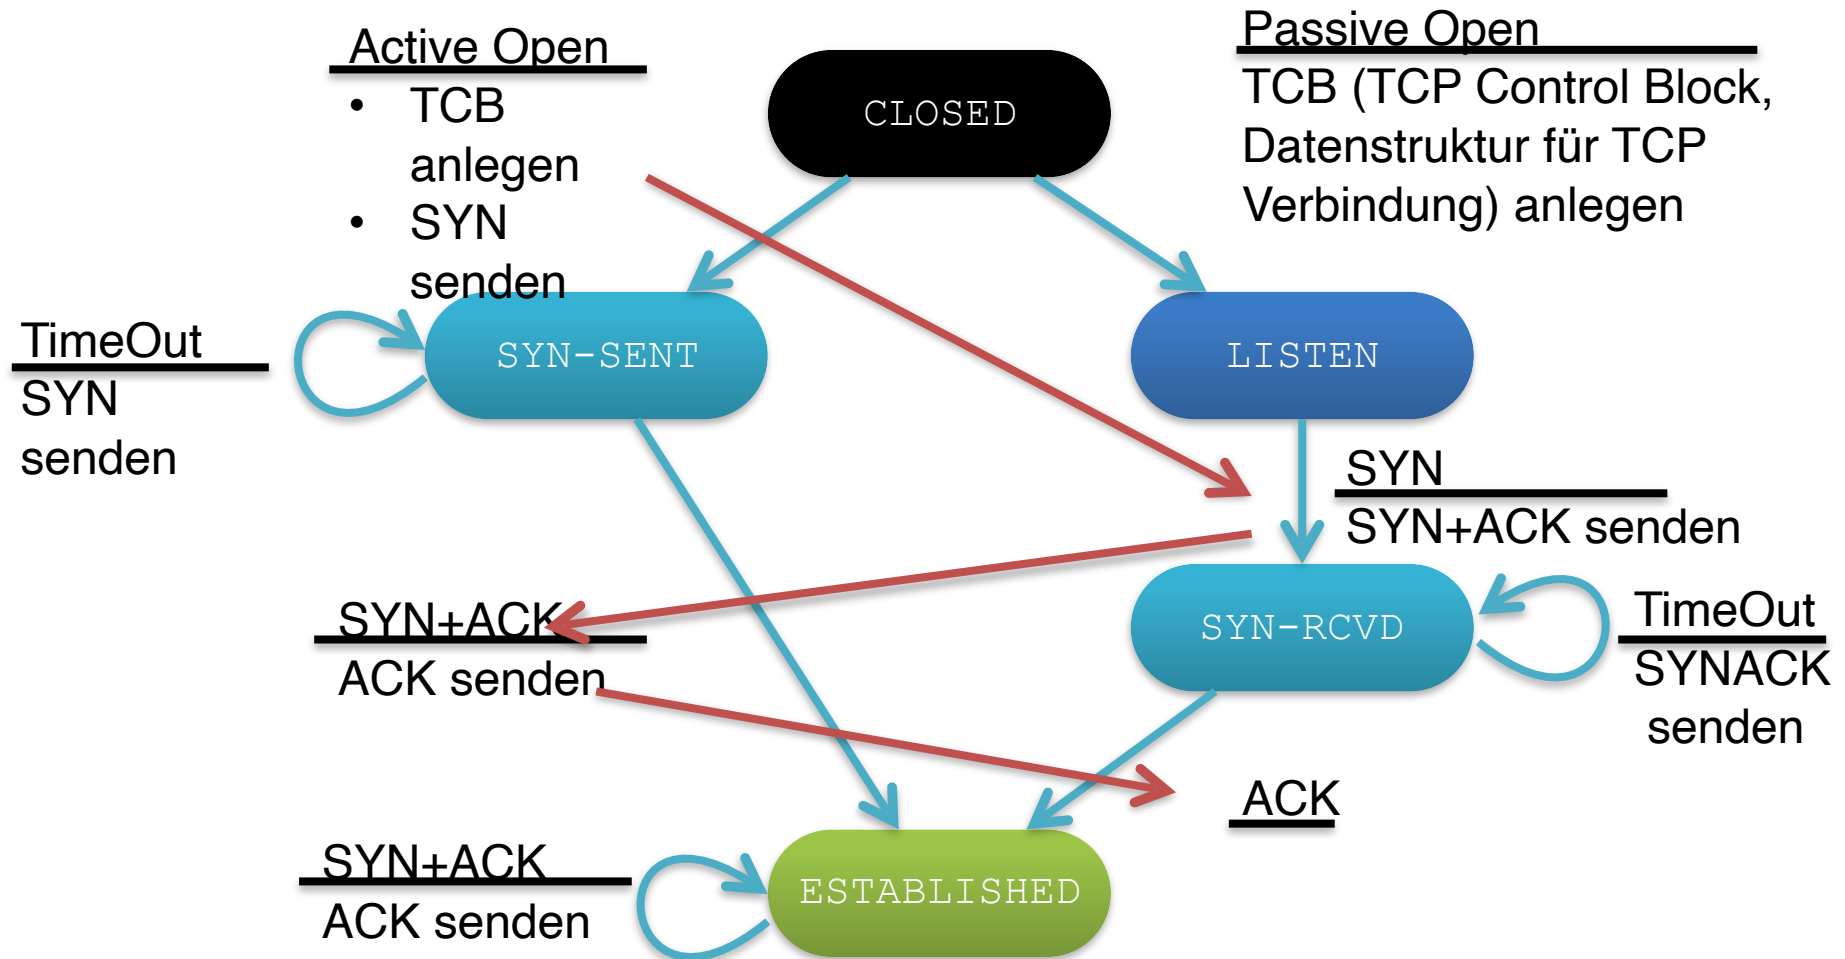 Active Open
• TCB
anlegen
• SYN
senden
CLOSED
Passive Open
TCB (TCP Control Block,
Datenstruktur für TCP
Verbindung) anlegen
TimeOut
SYN
senden
SYN-SENT
LISTEN
SYN
SYN+ACK senden
SYN+ACK
ACK senden
SYN-RCVD
TimeOut
SYNACK
senden
ACK
SYN+ACK
ACK senden
ESTABLISHED